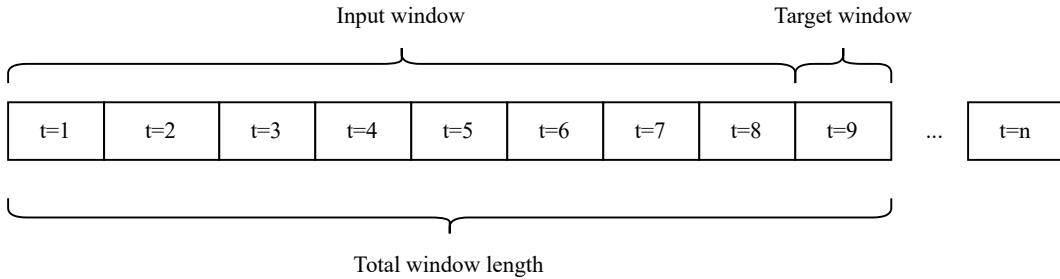 Input window Target window
t=1 t=2 t=3 t=4 t=5 t=6 t=7 t=8 t=9 ... t=n
Total window length